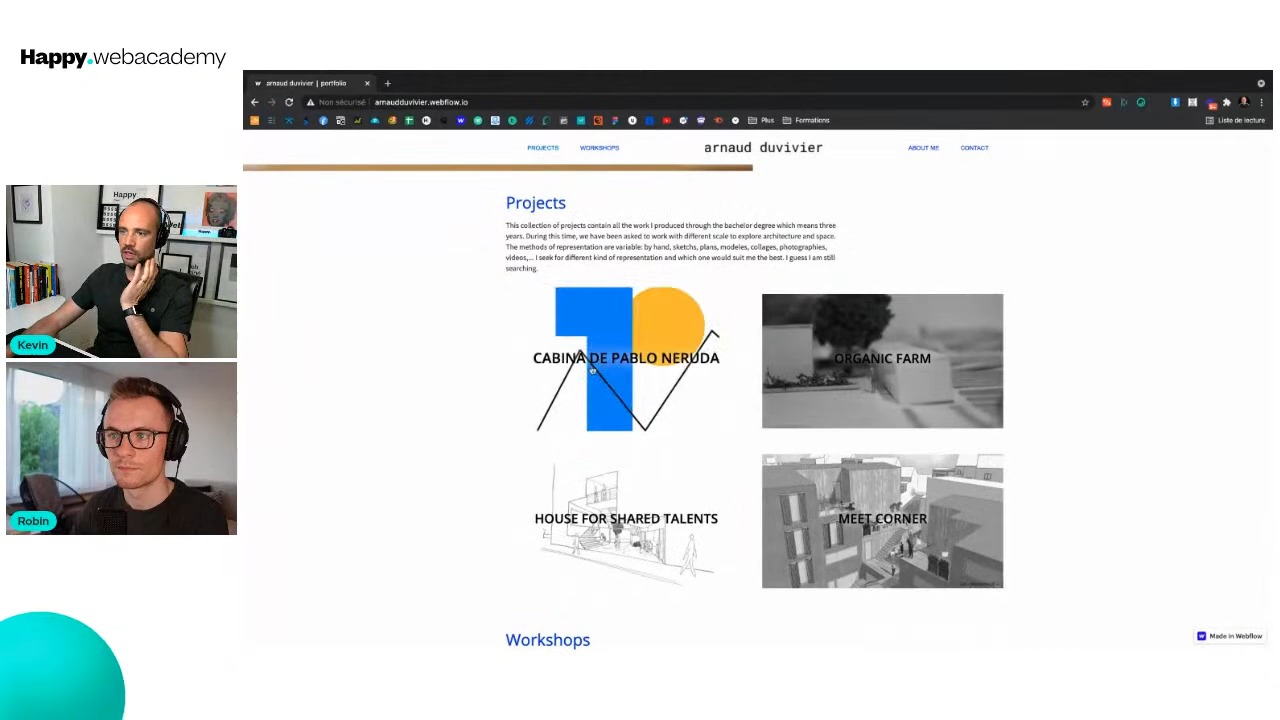 Happy.webacademy
arnaud duvivier | portfolio
Non sécurisé
arnaudduvivier.webflow.io
Plus
Formations
Liste de lecture
PROJECTS
WORKSHOPS
arnaud duvivier
ABOUT ME
CONTACT
Projects
This collection of projects contain all the work I produced through the bachelor degree which means three
years. During this time, we have been asked to work with different scale to explore architecture and space.
The methods of representation are variable: by hand, sketchs, plans, modeles, collages, photographies,
videos,... I seek for different kind of representation and which one would suit me the best. I guess I am still
searching.
CABINA DE PABLO NERUDA
ORGANIC FARM
HOUSE FOR SHARED TALENTS
MEET CORNER
Workshops
Made in Webflow
Happy.
Kevin
Robin